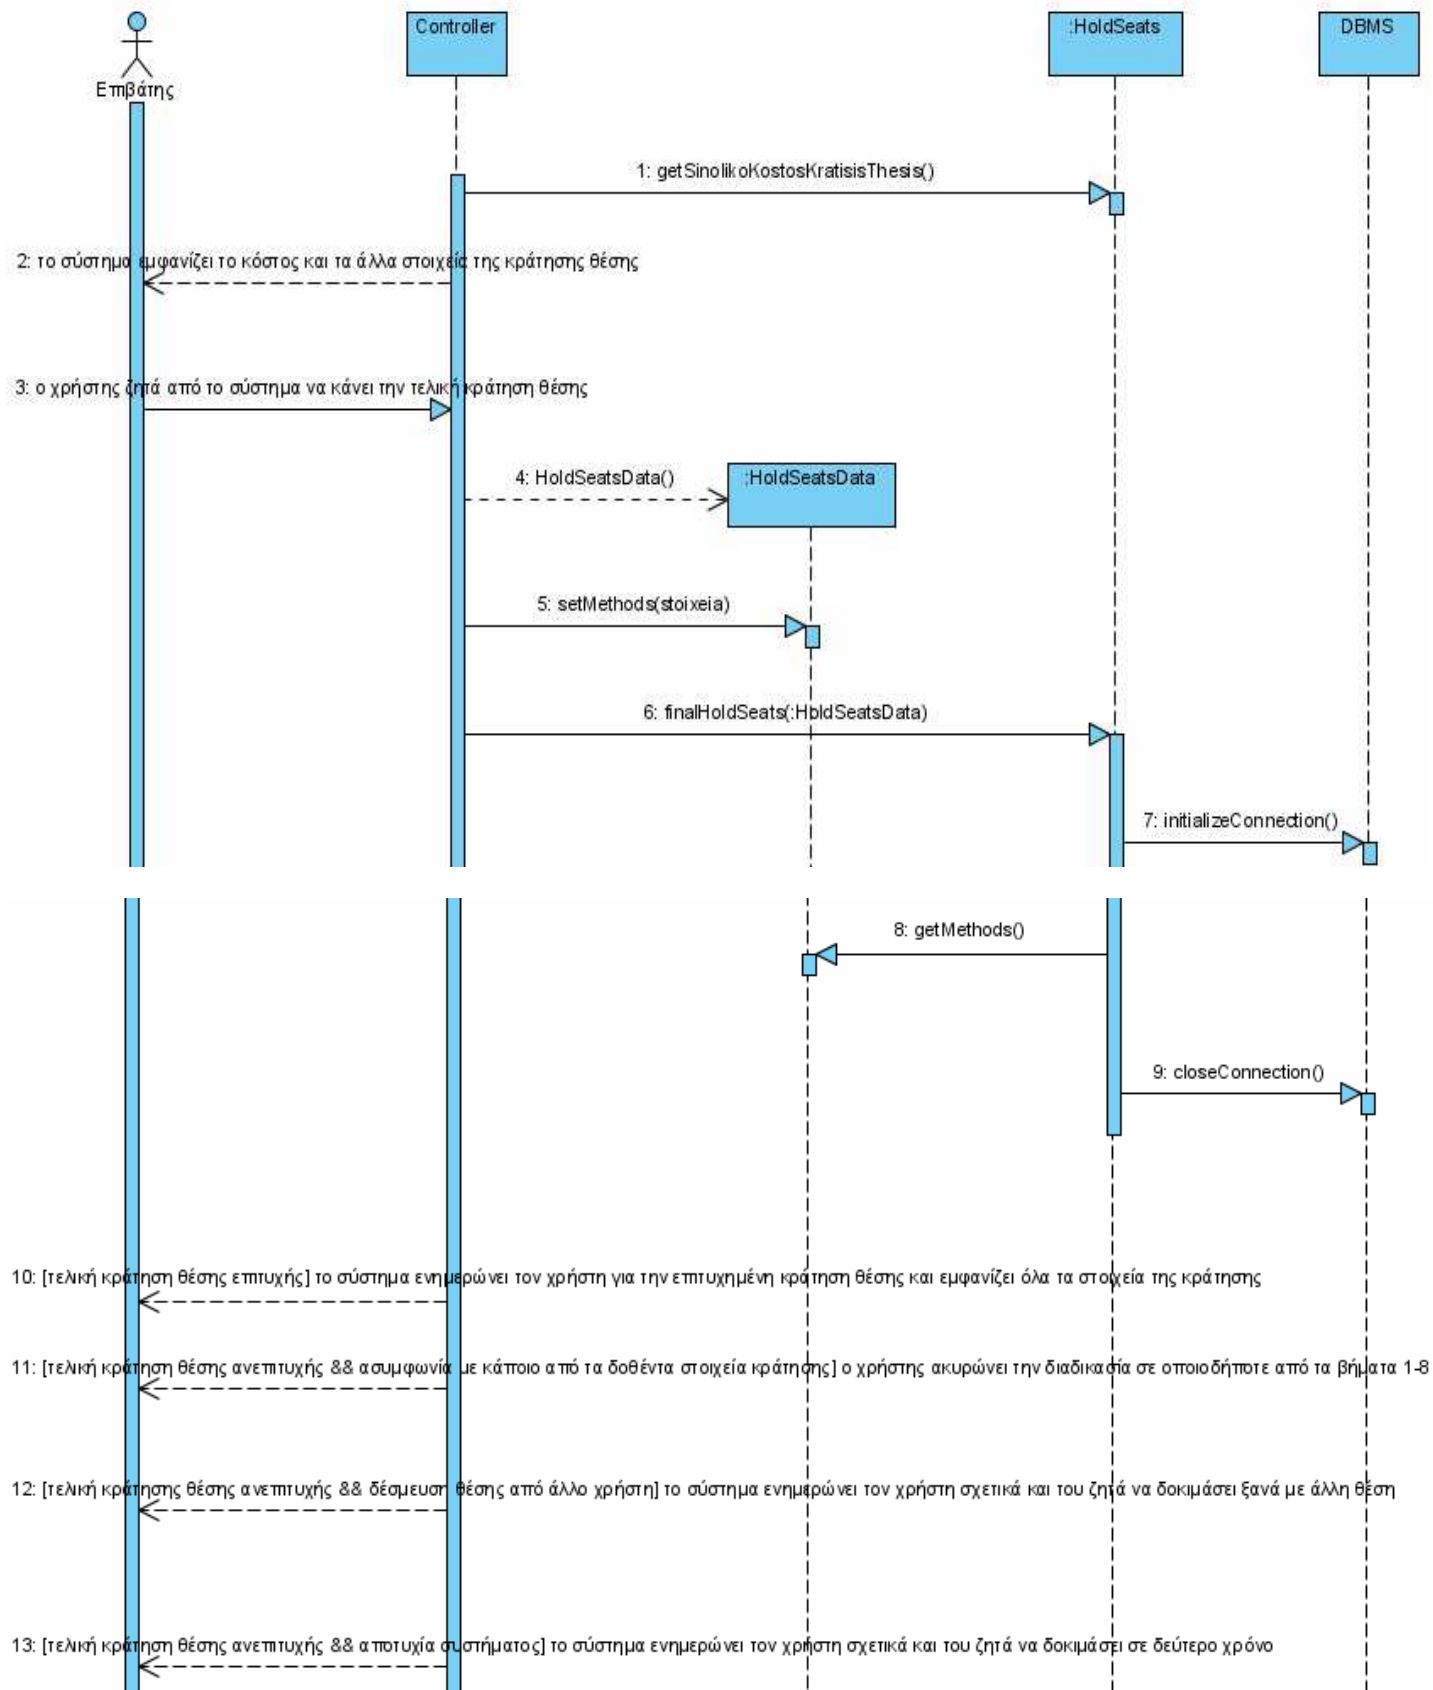 Controller
:HoldSeats
DBMS
Επιβάτης
1: getSinolikoKostosKratisisThesis()
2: το σύστημα εμφανίζει το κόστος και τα άλλα στοιχεία της κράτησης θέσης
3: ο χρήστης ζητά από το σύστημα να κάνει την τελική κράτηση θέσης
4: HoldSeatsData()
:HoldSeatsData
5: setMethods(stoixeia)
6: finalHoldSeats(:HoldSeatsData)
7: initializeConnection()
8: getMethods()
9: closeConnection()
10: [τελική κράτηση θέσης επιτυχής] το σύστημα ενημερώνει τον χρήστη για την επιτυχημένη κράτηση θέσης και εμφανίζει όλα τα στοιχεία της κράτησης
11: [τελική κράτηση θέσης ανεπιτυχής && ασυμφωνία με κάποιο από τα δοθέντα στοιχεία κράτησης] ο χρήστης ακυρώνει την διαδικασία σε οποιοδήποτε από τα βήματα 1-8
12: [τελική κράτησης θέσης ανεπιτυχής && δέσμευση θέσης από άλλο χρήστη] το σύστημα ενημερώνει τον χρήστη σχετικά και του ζητά να δοκιμάσει ξανά με άλλη θέση
13: [τελική κράτηση θέσης ανεπιτυχής && αποτυχία συστήματος] το σύστημα ενημερώνει τον χρήστη σχετικά και του ζητά να δοκιμάσει σε δεύτερο χρόνο